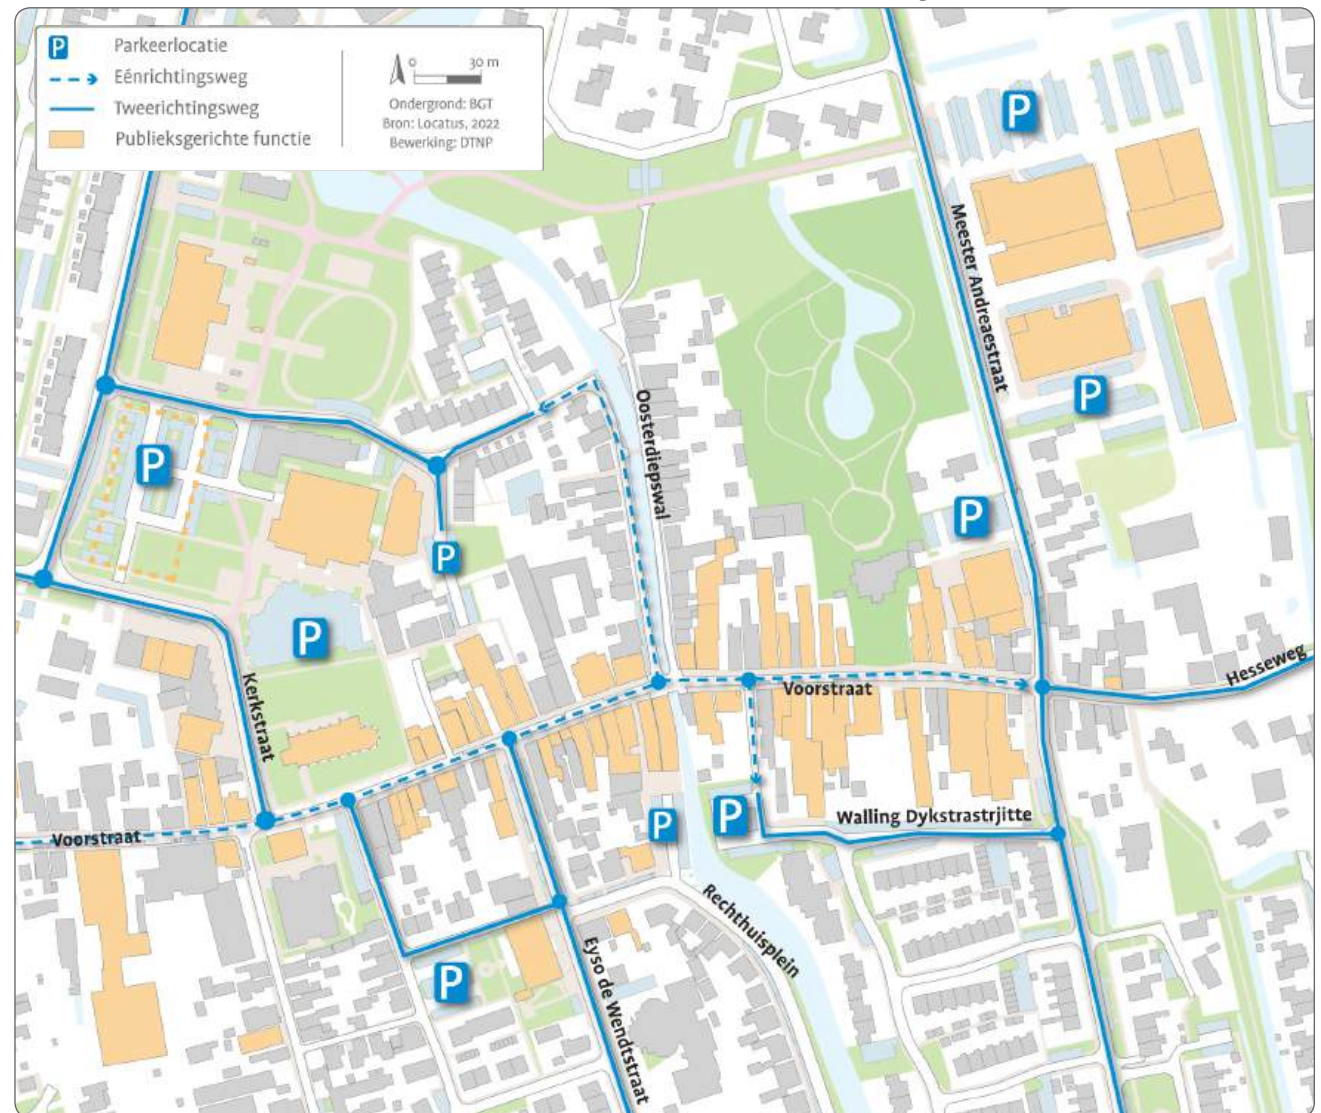 P Parkeerlocatie
Eénrichtingsweg
Tweerichtingsweg
Publieksgerichte functie
0 30 m
Ondergrond: BGT
Bron: Locatus, 2022
Bewerking: DTNP
P
Meester Andreaestraat
P
Oosterdiepswal
P
P
P
P
Kerkstraat
Hesseweg
Voorstraat
P
P
Walling Dykstrastrjitte
Voorstraat
Rechthuisplein
P
Eyso de Wendtstraat